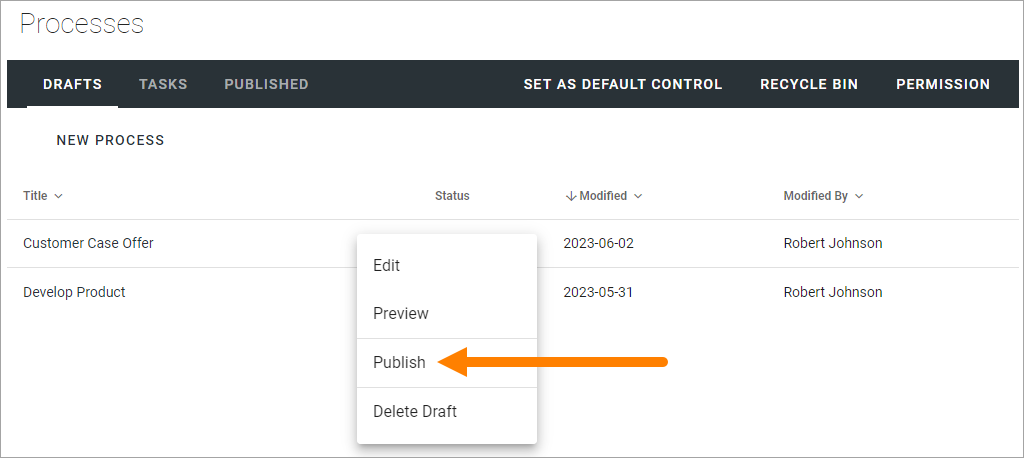 Processes
DRAFTS TASKS PUBLISHED SET AS DEFAULT CONTROL RECYCLE BIN PERMISSION
NEW PROCESS
Title Status Modified Modified By
Customer Case Offer 2023-06-02 Robert Johnson
Edit
Develop Product 2023-05-31 Robert Johnson
Preview
Publish
Delete Draft